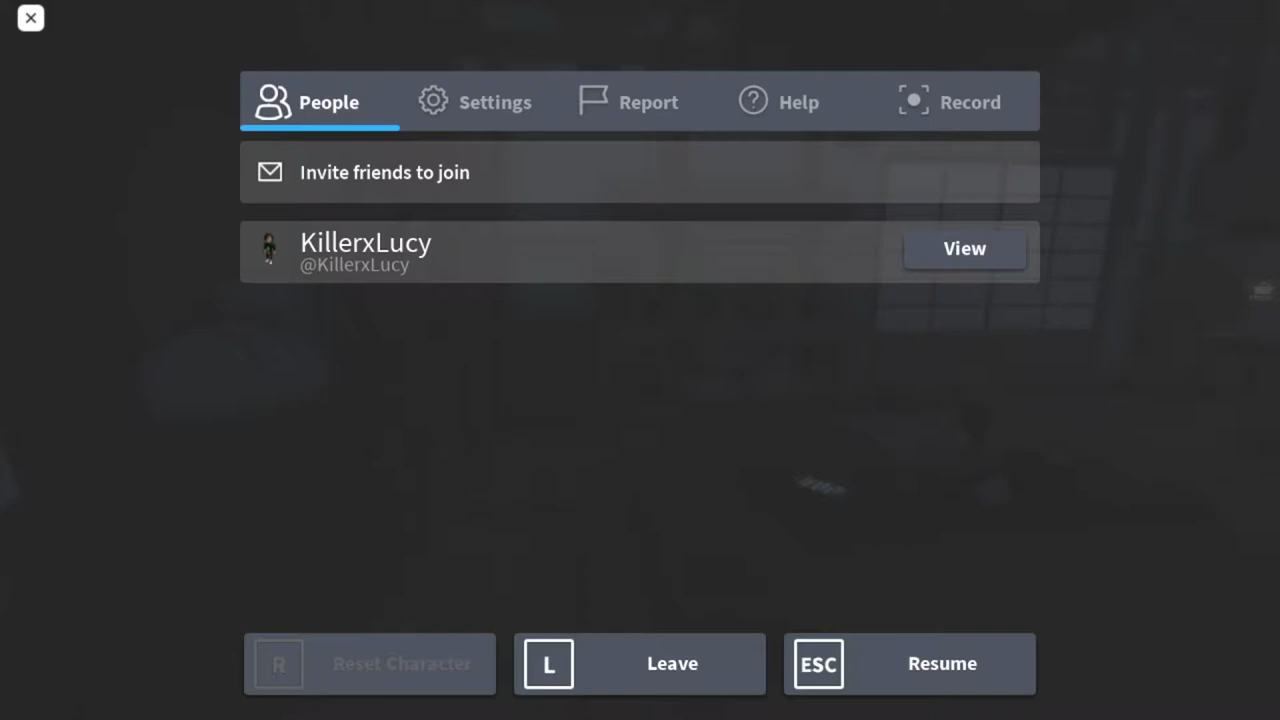 People
Settings
Report
Help
Record
Invite friends to join
KillerxLucy
@KillerxLucy
View
R
Reset Character
L
Leave
ESC
Resume